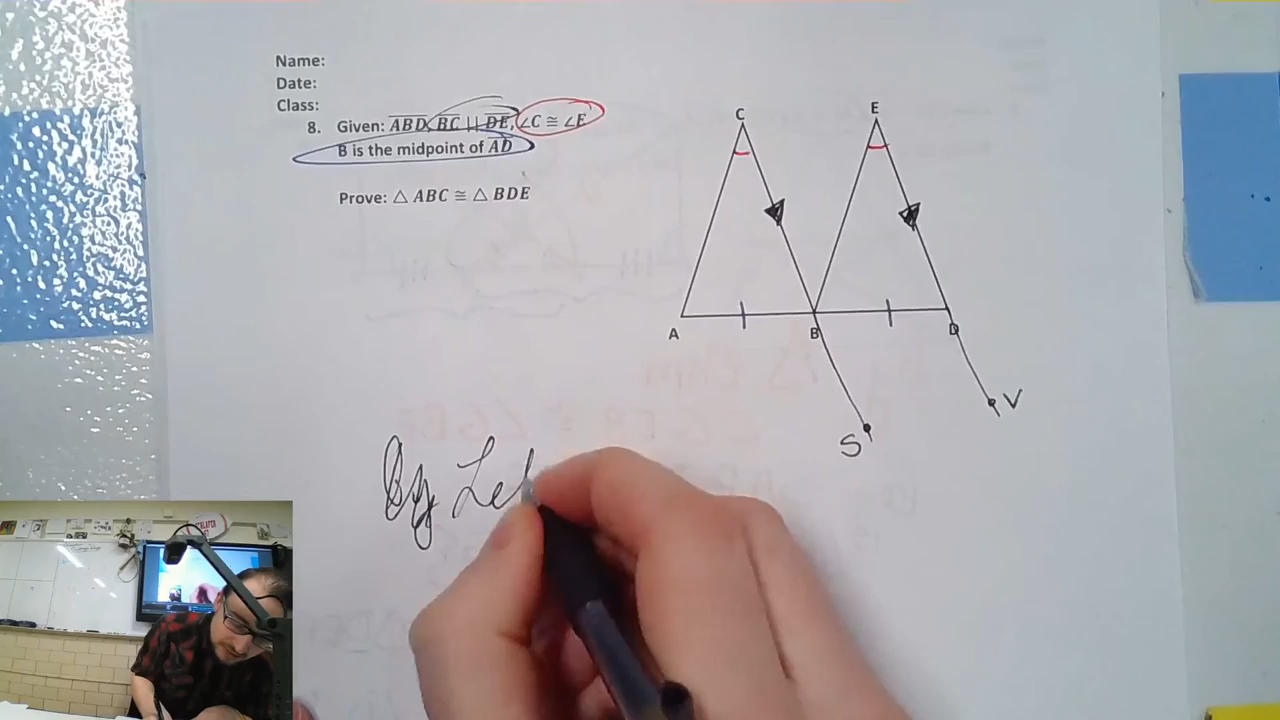 Name:
Date:
Class:
8. Given: ABD, BC || DE, ∠C ≅ ∠E
B is the midpoint of AD
Prove: △ ABC ≅ △ BDE
C E
A B D
V
S
By Let